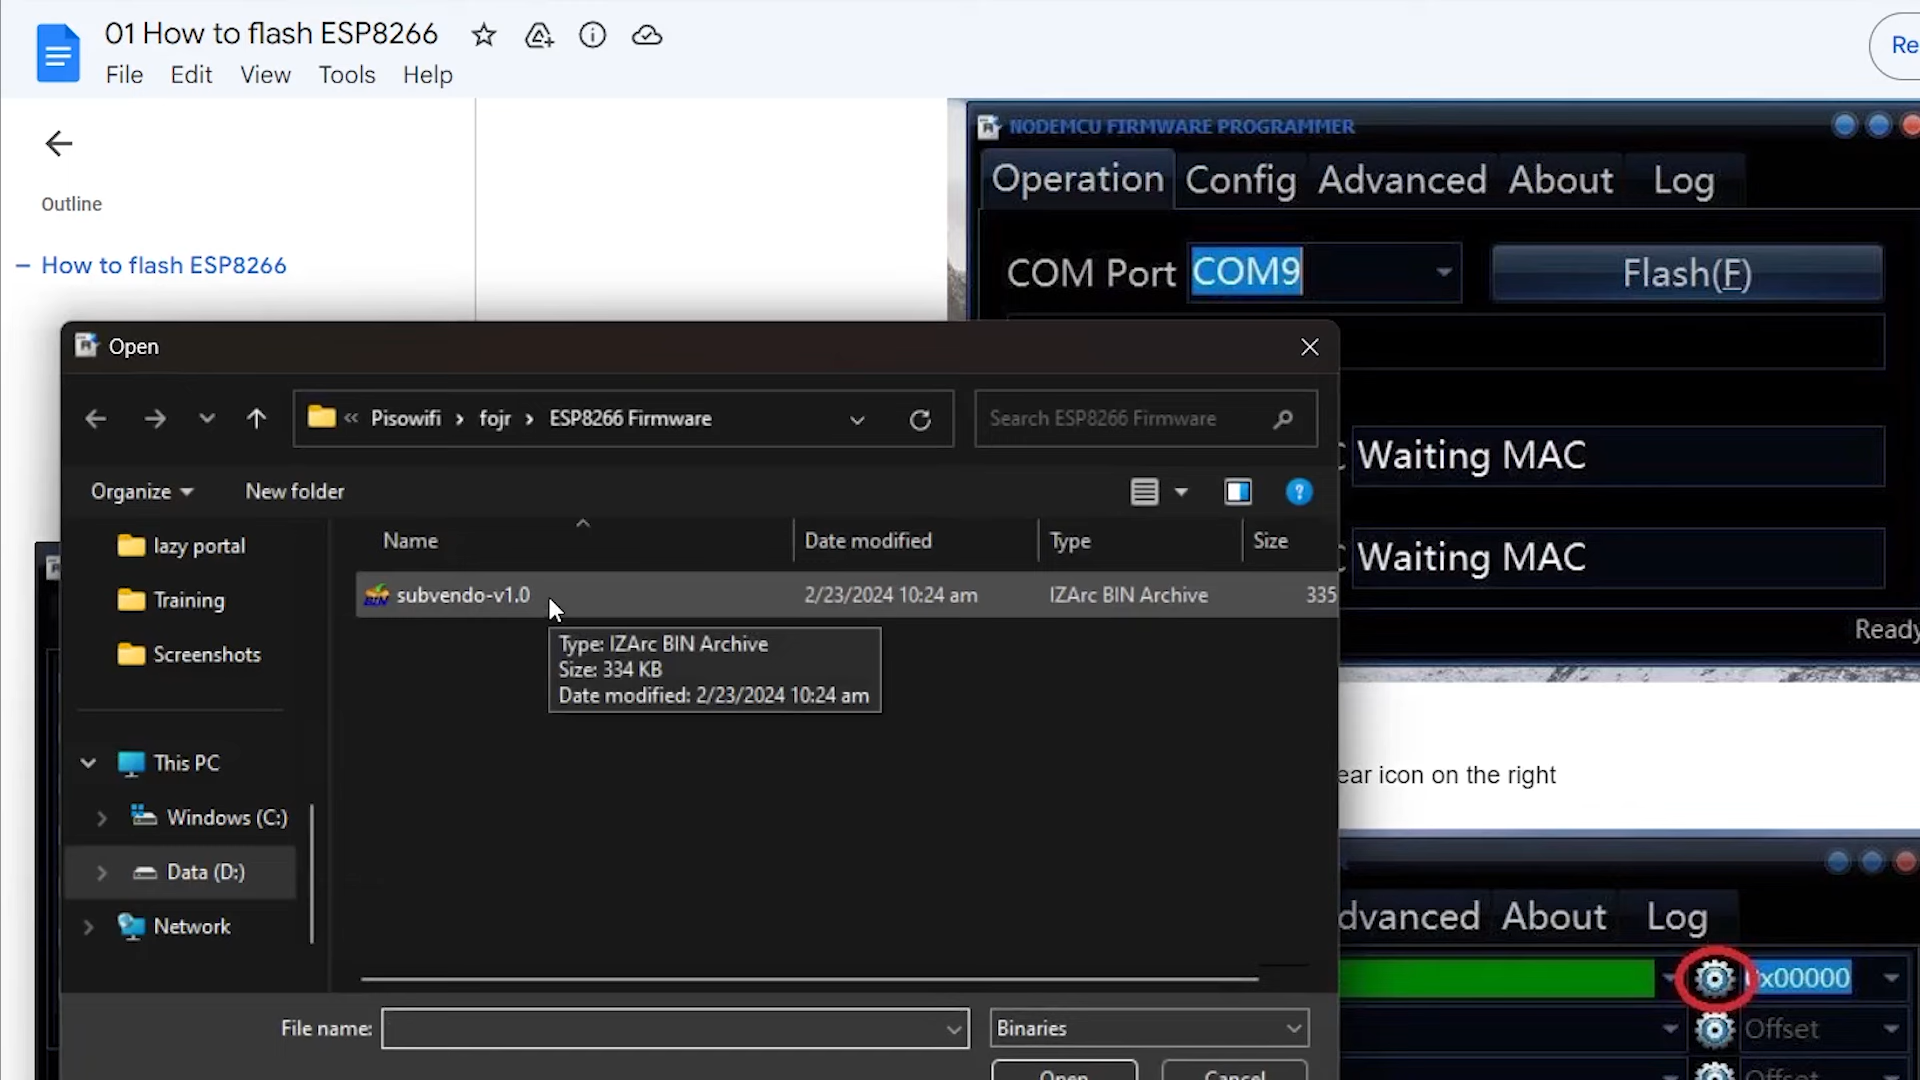 01 How to flash ESP8266
Re
File Edit View Tools Help
Outline
How to flash ESP8266
NODEMCU FIRMWARE PROGRAMMER
Operation Config Advanced About Log
COM Port COM9 Flash(F)
Waiting MAC
Waiting MAC
Ready
ear icon on the right
dvanced About Log
0x00000
Offset
Offset
Open
« Pisowifi › fojr › ESP8266 Firmware
Search ESP8266 Firmware
Organize New folder
Name Date modified Type Size
subvendo-v1.0 2/23/2024 10:24 am IZArc BIN Archive 335
Type: IZArc BIN Archive
Size: 334 KB
Date modified: 2/23/2024 10:24 am
lazy portal
Training
Screenshots
This PC
Windows (C:)
Data (D:)
Network
File name: Binaries
Open Cancel